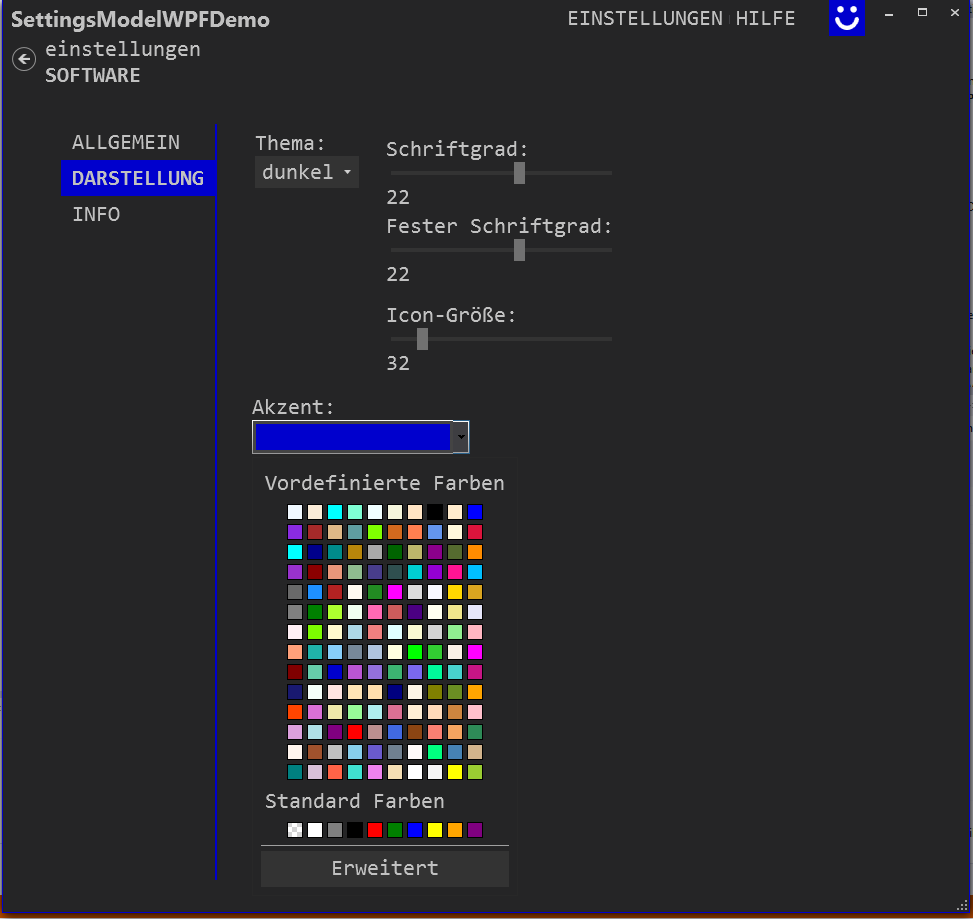 SettingsModelWPFDemo
EINSTELLUNGEN HILFE
einstellungen
SOFTWARE
ALLGEMEIN
DARSTELLUNG
INFO
Thema:
dunkel
Schriftgrad:
22
Fester Schriftgrad:
22
Icon-Größe:
32
Akzent:
Vordefinierte Farben
Standard Farben
Erweitert